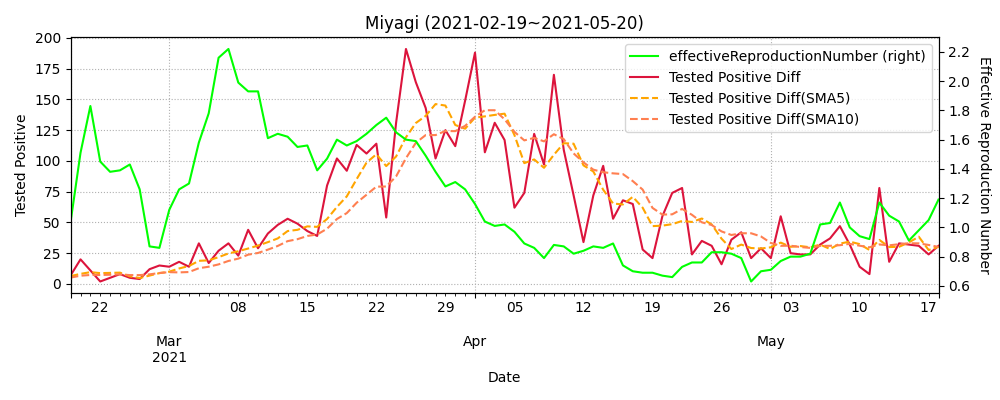 Miyagi (2021-02-19~2021-05-20)
effectiveReproductionNumber (right)
Tested Positive Diff
Tested Positive Diff(SMA5)
Tested Positive Diff(SMA10)
Tested Positive
200
175
150
125
100
75
50
25
0
2.2
2.0
1.8
1.6
1.4
1.2
1.0
0.8
0.6
Effective Reproduction Number
22 08 15 22 29 05 12 19 26 03 10 17
Mar Apr May
2021
Date